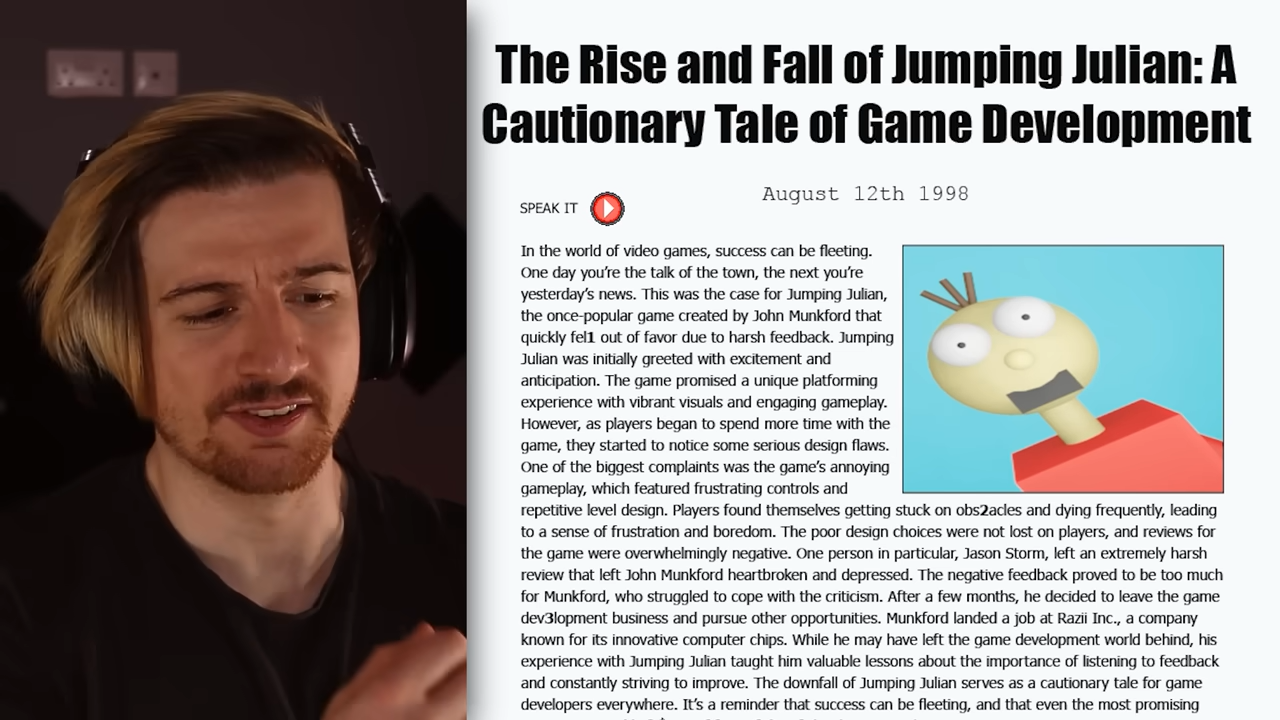 The Rise and Fall of Jumping Julian: A
Cautionary Tale of Game Development
August 12th 1998
SPEAK IT
In the world of video games, success can be fleeting.
One day you're the talk of the town, the next you're
yesterday's news. This was the case for Jumping Julian,
the once-popular game created by John Munkford that
quickly fel1 out of favor due to harsh feedback. Jumping
Julian was initially greeted with excitement and
anticipation. The game promised a unique platforming
experience with vibrant visuals and engaging gameplay.
However, as players began to spend more time with the
game, they started to notice some serious design flaws.
One of the biggest complaints was the game's annoying
gameplay, which featured frustrating controls and
repetitive level design. Players found themselves getting stuck on obs2acles and dying frequently, leading
to a sense of frustration and boredom. The poor design choices were not lost on players, and reviews for
the game were overwhelmingly negative. One person in particular, Jason Storm, left an extremely harsh
review that left John Munkford heartbroken and depressed. The negative feedback proved to be too much
for Munkford, who struggled to cope with the criticism. After a few months, he decided to leave the game
dev3lopment business and pursue other opportunities. Munkford landed a job at Razii Inc., a company
known for its innovative computer chips. While he may have left the game development world behind, his
experience with Jumping Julian taught him valuable lessons about the importance of listening to feedback
and constantly striving to improve. The downfall of Jumping Julian serves as a cautionary tale for game
developers everywhere. It's a reminder that success can be fleeting, and that even the most promising